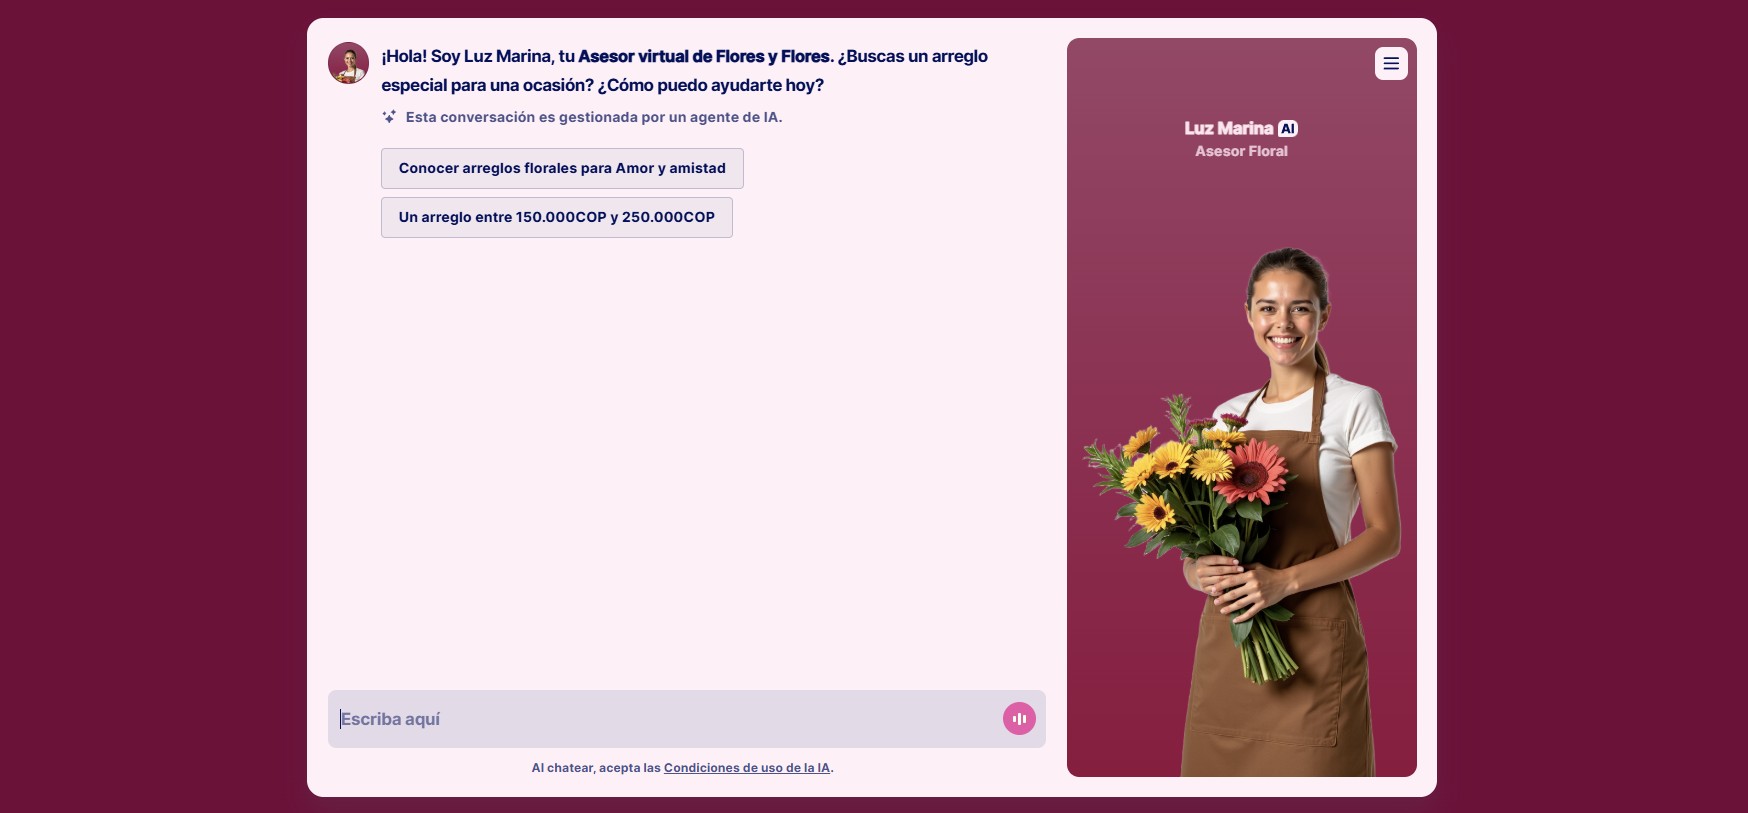 ¡Hola! Soy Luz Marina, tu Asesor virtual de Flores y Flores. ¿Buscas un arreglo
especial para una ocasión? ¿Cómo puedo ayudarte hoy?
Esta conversación es gestionada por un agente de IA.
Conocer arreglos florales para Amor y amistad
Un arreglo entre 150.000COP y 250.000COP
Escriba aquí
Al chatear, acepta las Condiciones de uso de la IA.
Luz Marina AI
Asesor Floral